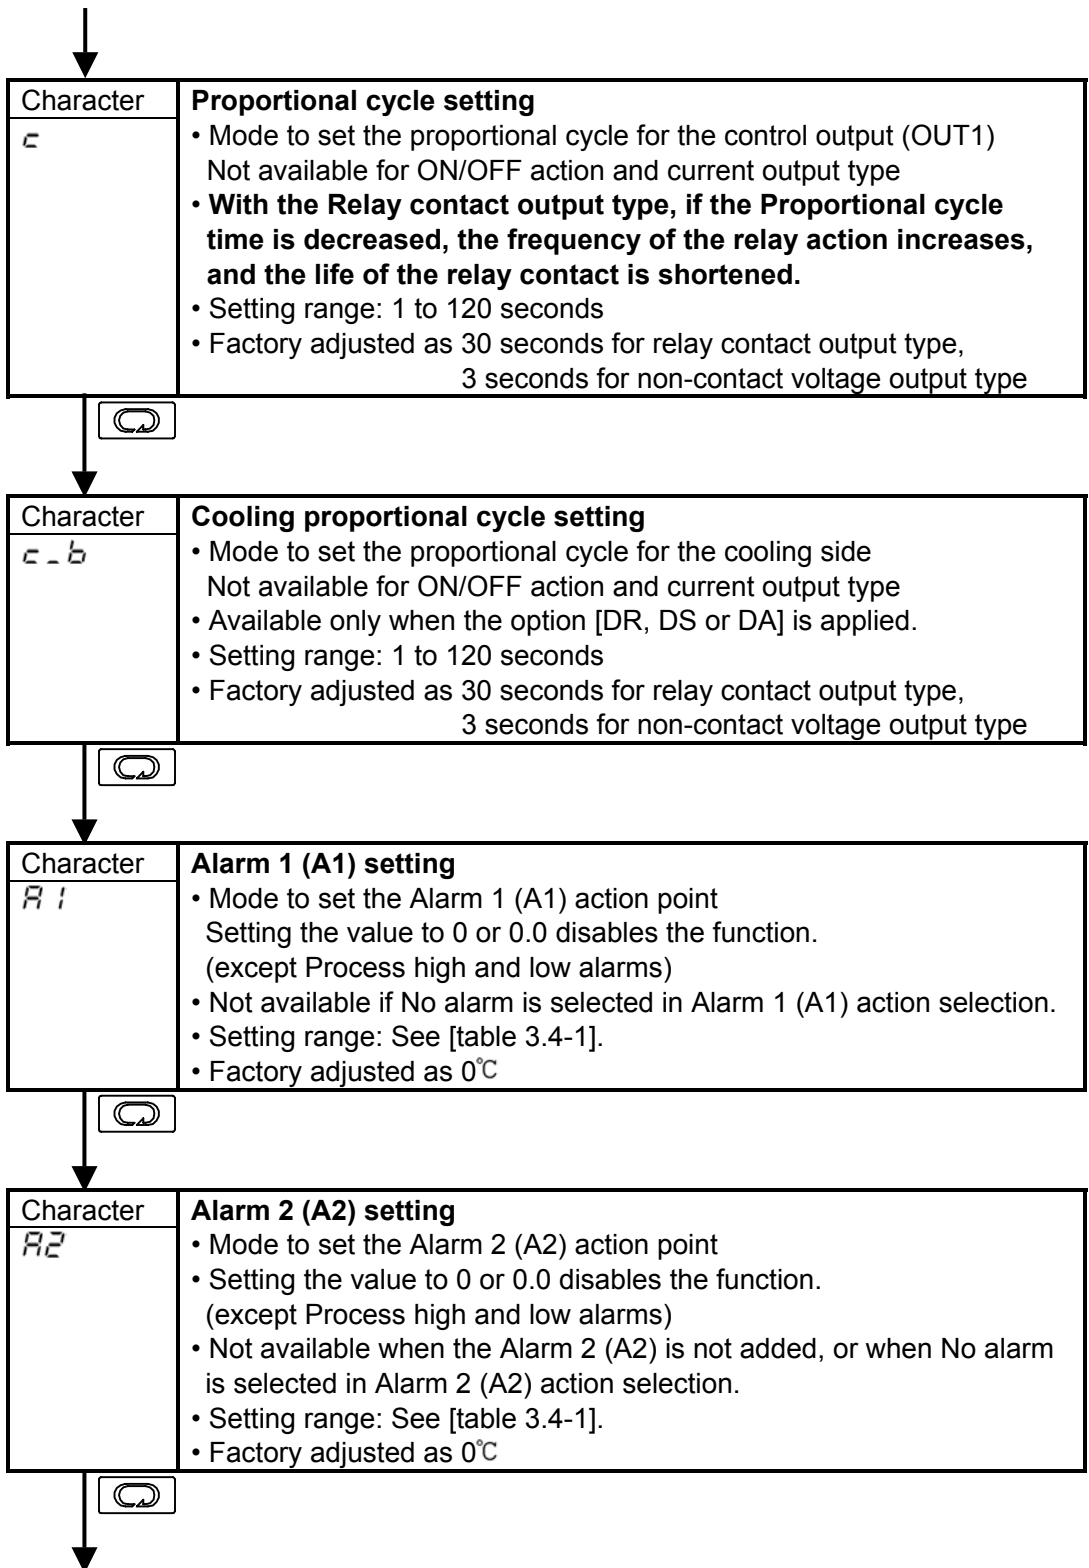 Character
Proportional cycle setting
c
• Mode to set the proportional cycle for the control output (OUT1)
Not available for ON/OFF action and current output type
• With the Relay contact output type, if the Proportional cycle
time is decreased, the frequency of the relay action increases,
and the life of the relay contact is shortened.
• Setting range: 1 to 120 seconds
• Factory adjusted as 30 seconds for relay contact output type,
3 seconds for non-contact voltage output type
Character
Cooling proportional cycle setting
c_b
• Mode to set the proportional cycle for the cooling side
Not available for ON/OFF action and current output type
• Available only when the option [DR, DS or DA] is applied.
• Setting range: 1 to 120 seconds
• Factory adjusted as 30 seconds for relay contact output type,
3 seconds for non-contact voltage output type
Character
Alarm 1 (A1) setting
A1
• Mode to set the Alarm 1 (A1) action point
Setting the value to 0 or 0.0 disables the function.
(except Process high and low alarms)
• Not available if No alarm is selected in Alarm 1 (A1) action selection.
• Setting range: See [table 3.4-1].
• Factory adjusted as 0℃
Character
Alarm 2 (A2) setting
A2
• Mode to set the Alarm 2 (A2) action point
• Setting the value to 0 or 0.0 disables the function.
(except Process high and low alarms)
• Not available when the Alarm 2 (A2) is not added, or when No alarm
is selected in Alarm 2 (A2) action selection.
• Setting range: See [table 3.4-1].
• Factory adjusted as 0℃